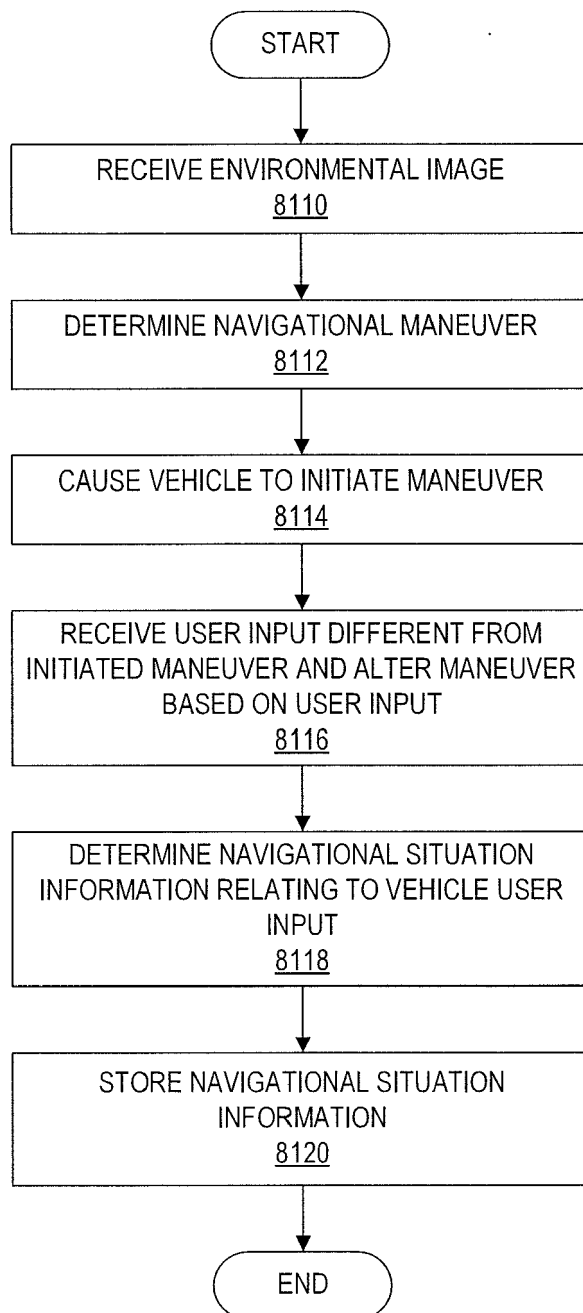 START
RECEIVE ENVIRONMENTAL IMAGE
8110
DETERMINE NAVIGATIONAL MANEUVER
8112
CAUSE VEHICLE TO INITIATE MANEUVER
8114
RECEIVE USER INPUT DIFFERENT FROM
INITIATED MANEUVER AND ALTER MANEUVER
BASED ON USER INPUT
8116
DETERMINE NAVIGATIONAL SITUATION
INFORMATION RELATING TO VEHICLE USER
INPUT
8118
STORE NAVIGATIONAL SITUATION
INFORMATION
8120
END